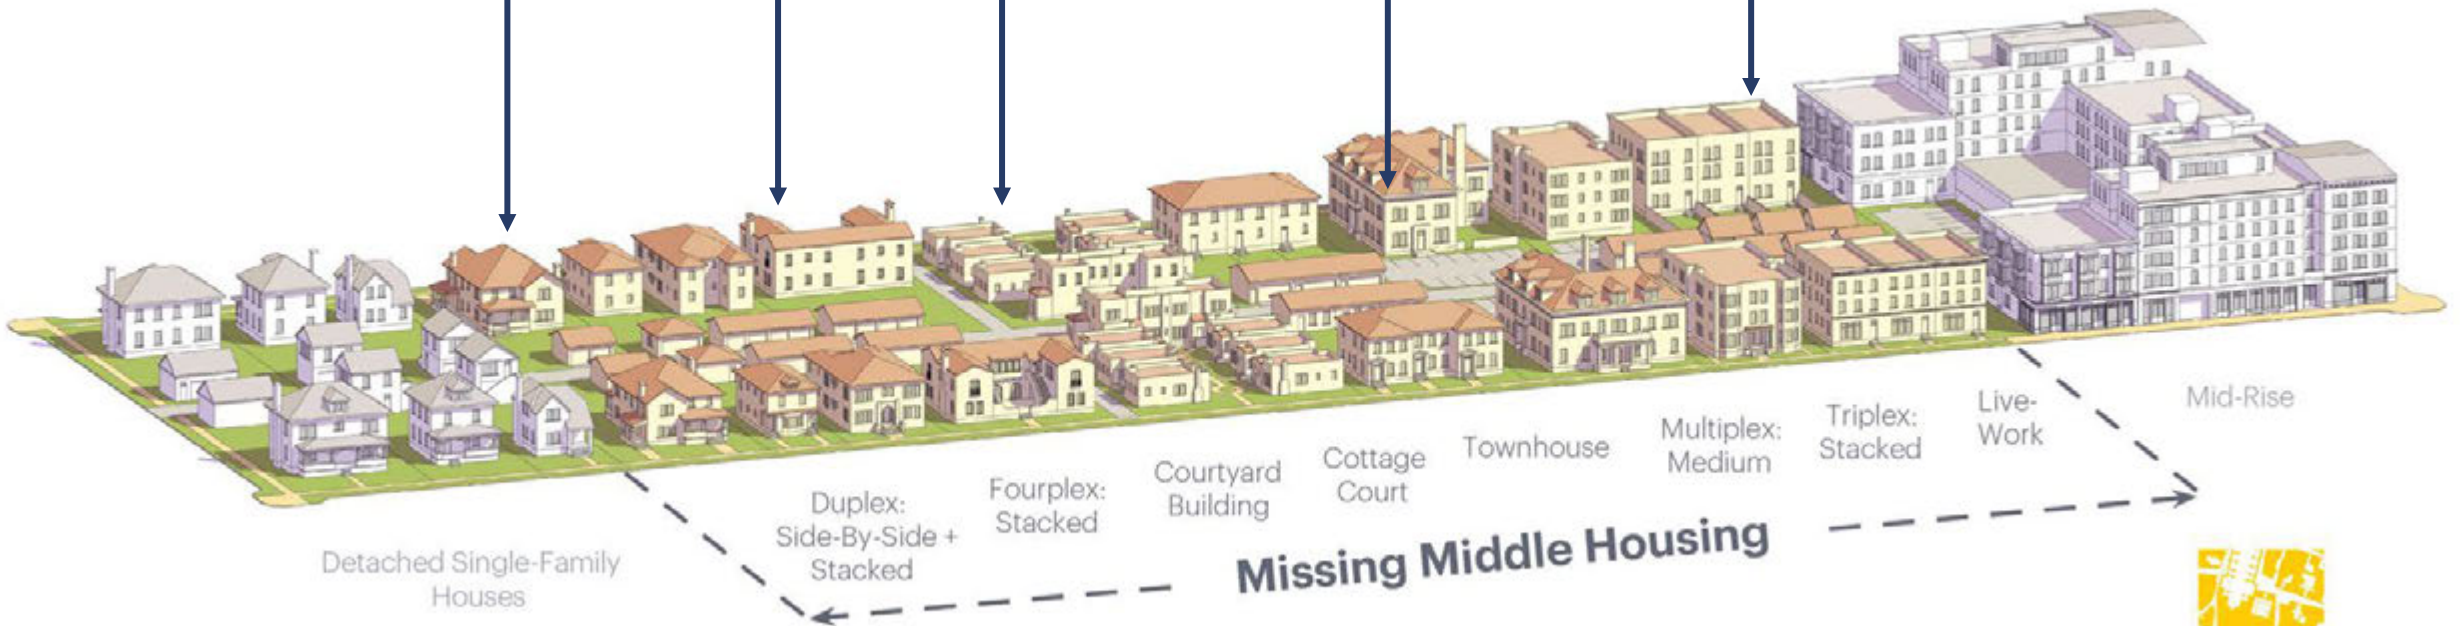 Detached Single-Family
Houses
Duplex:
Side-By-Side +
Stacked
Fourplex:
Stacked
Courtyard
Building
Cottage
Court
Townhouse
Multiplex:
Medium
Triplex:
Stacked
Live-
Work
Mid-Rise
Missing Middle Housing